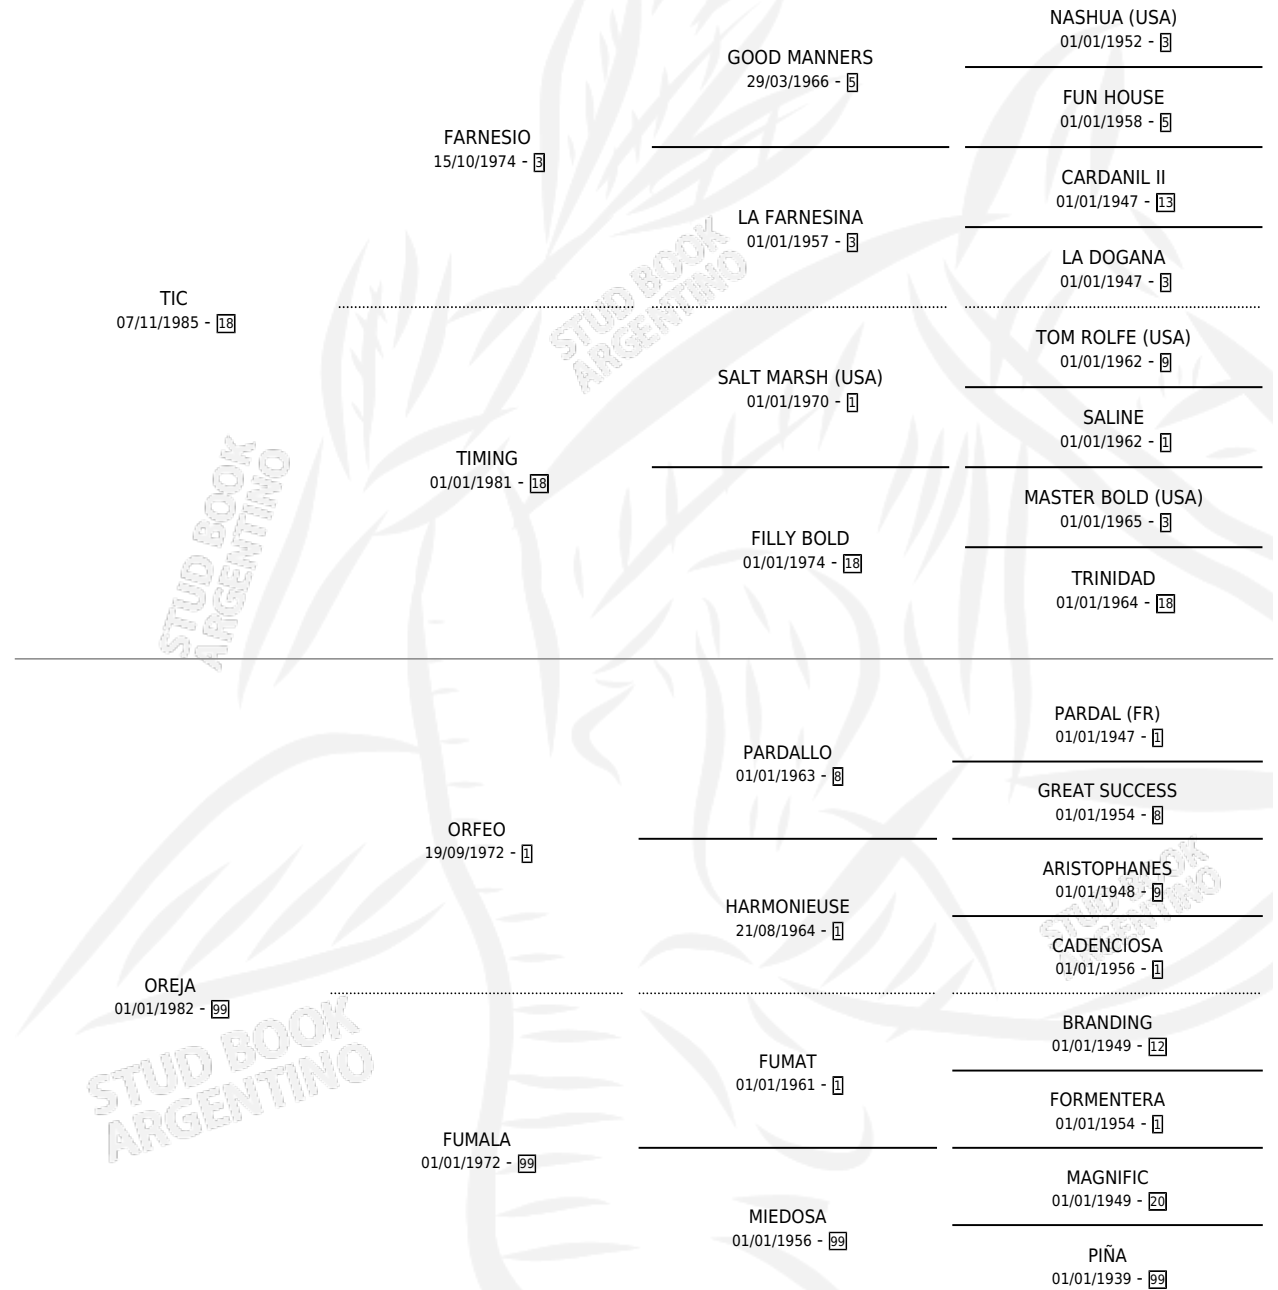 NASHUA (USA)
01/01/1952 - 3
GOOD MANNERS
29/03/1966 - 5
FUN HOUSE
01/01/1958 - 5
FARNESIO
15/10/1974 - 3
CARDANIL II
01/01/1947 - 13
LA FARNESINA
01/01/1957 - 3
LA DOGANA
01/01/1947 - 3
TIC
07/11/1985 - 18
TOM ROLFE (USA)
01/01/1962 - 9
SALT MARSH (USA)
01/01/1970 - 1
SALINE
01/01/1962 - 1
TIMING
01/01/1981 - 18
MASTER BOLD (USA)
01/01/1965 - 3
FILLY BOLD
01/01/1974 - 18
TRINIDAD
01/01/1964 - 18
PARDAL (FR)
01/01/1947 - 1
PARDALLO
01/01/1963 - 8
GREAT SUCCESS
01/01/1954 - 8
ORFEO
19/09/1972 - 1
ARISTOPHANES
01/01/1948 - 9
HARMONIEUSE
21/08/1964 - 1
CADENCIOSA
01/01/1956 - 1
OREJA
01/01/1982 - 99
BRANDING
01/01/1949 - 12
FUMAT
01/01/1961 - 1
FORMENTERA
01/01/1954 - 1
FUMALA
01/01/1972 - 99
MAGNIFIC
01/01/1949 - 20
MIEDOSA
01/01/1956 - 99
PIÑA
01/01/1939 - 99
STUD BOOK
ARGENTINO
STUD BOOK
ARGENTINO
STUD BOOK
ARGENTINO
STUD BOOK
ARGENTINO